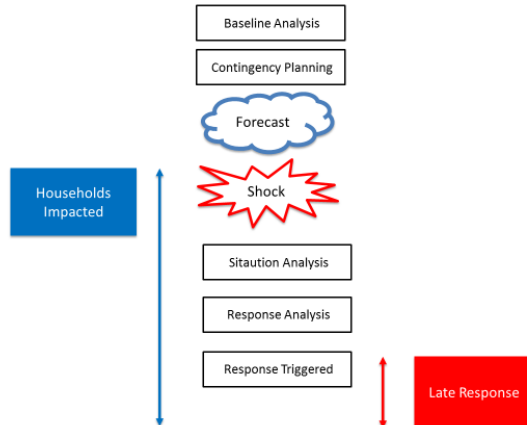 Baseline Analysis
Contingency Planning
Forecast
Households
Impacted
Shock
Sitaution Analysis
Response Analysis
Response Triggered
Late Response